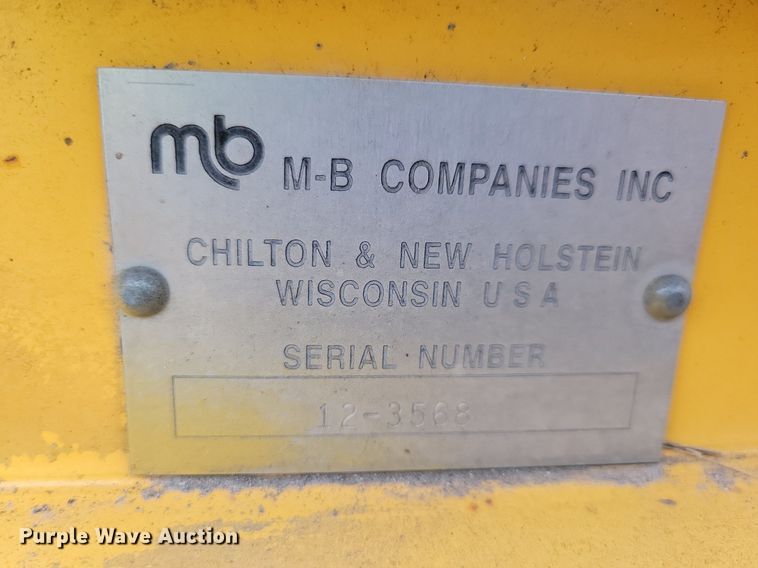 mb M-B COMPANIES INC
CHILTON & NEW HOLSTEIN
WISCONSIN U S A
SERIAL NUMBER
12-3568
Purple Wave Auction